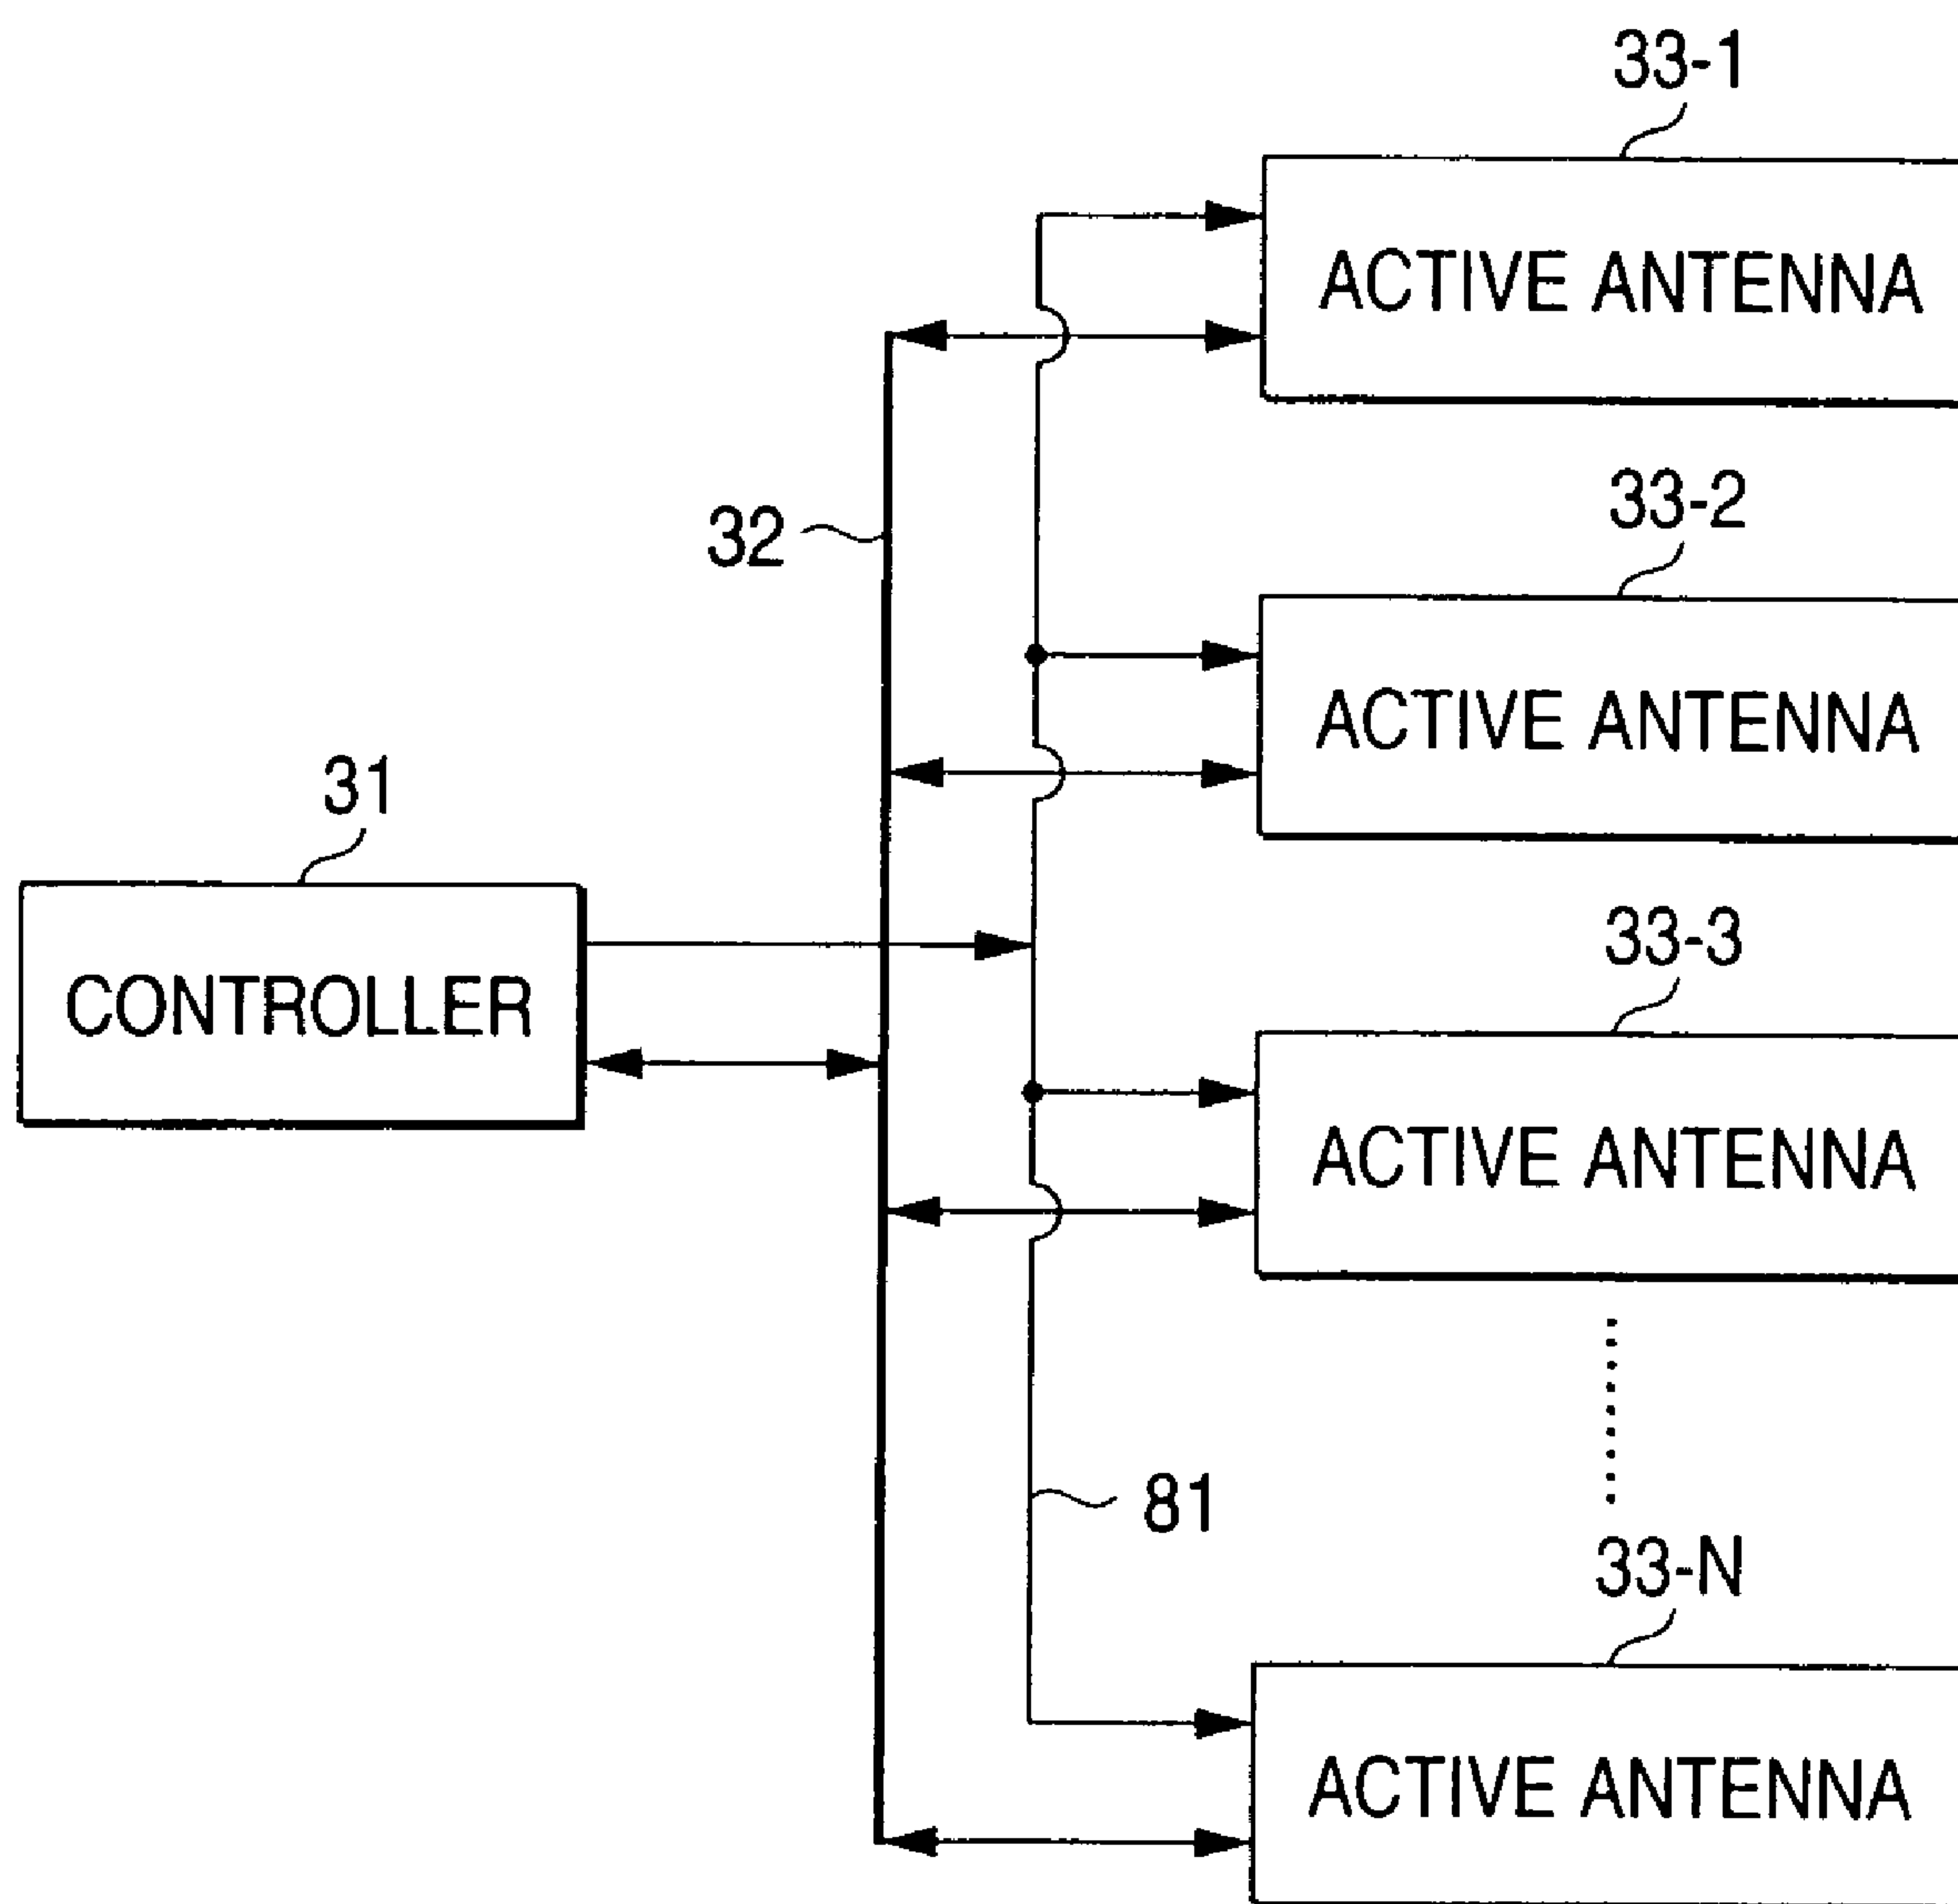 33-1
ACTIVE ANTENNA
33-2
32
ACTIVE ANTENNA
31
33-3
CONTROLLER
ACTIVE ANTENNA
81
33-N
ACTIVE ANTENNA